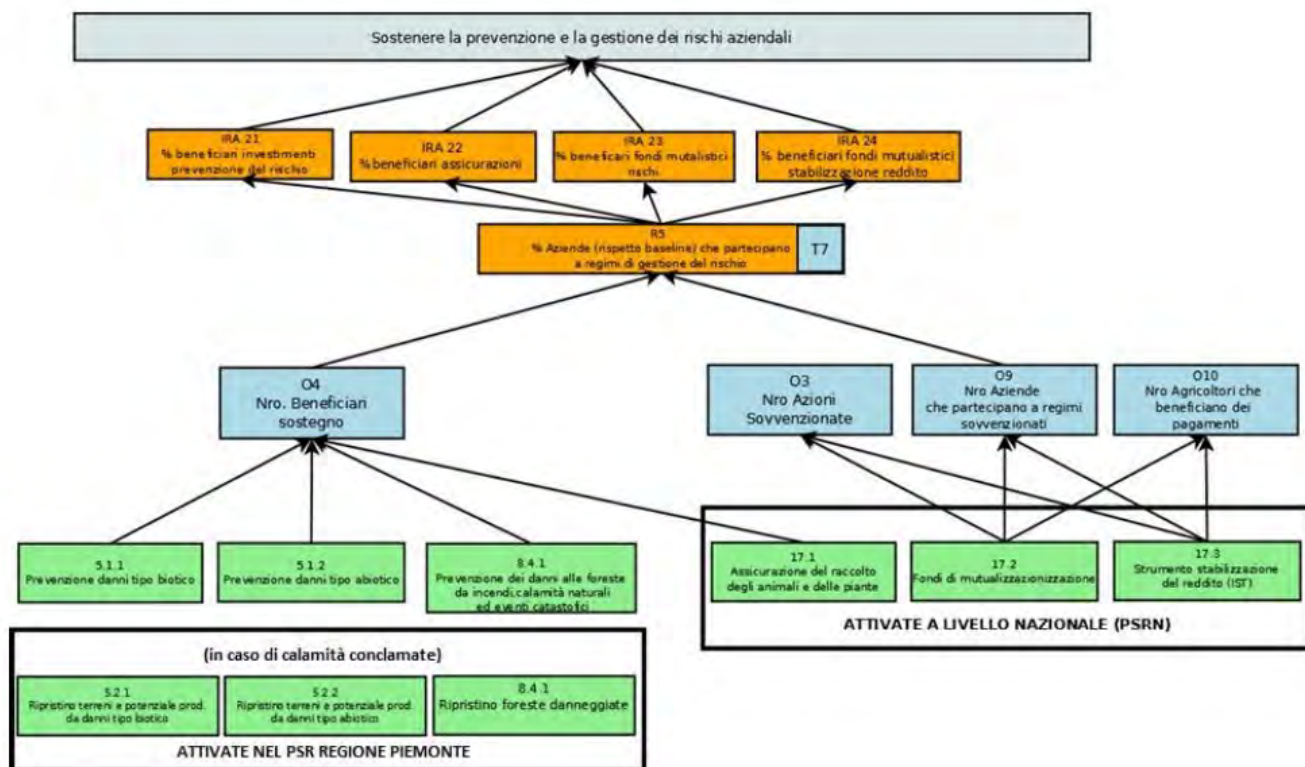 Sostenere la prevenzione e la gestione dei rischi aziendali
IRA 21
% beneficiari investimenti
prevenzione del rischio
IRA 22
% beneficiari assicurazioni
IRA 23
% beneficari fondi mutalistici
rischi.
IRA 24
% beneficiari fondi mutualistici
stabilizzazione reddito
R5
% Aziende (rispetto baseline) che partecipano
a regimi di gestione del rischio
T7
O4
Nro. Beneficiari
sostegno
O3
Nro Azioni
Sovvenzionate
O9
Nro Aziende
che partecipano a regimi
sovvenzionati
O10
Nro Agricoltori che
beneficiano dei
pagamenti
5.1.1
Prevenzione danni tipo biotico
5.1.2
Prevenzione danni tipo abiotico
8.4.1
Prevenzione dei danni alle foreste
da incendi,calamità naturali
ed eventi catastofici
17.1
Assicurazione del raccolto
degli animali e delle piante
17.2
Fondi di mutualizzazionizzazione
17.3
Strumento stabilizzazione
del reddito (IST)
ATTIVATE A LIVELLO NAZIONALE (PSRN)
(in caso di calamità conclamate)
5.2.1
Ripristino terreni e potenziale prod.
da danni tipo biotico
5.2.2
Ripristino terreni e potenziale prod.
da danni tipo abiotico
8.4.1
Ripristino foreste danneggiate
ATTIVATE NEL PSR REGIONE PIEMONTE